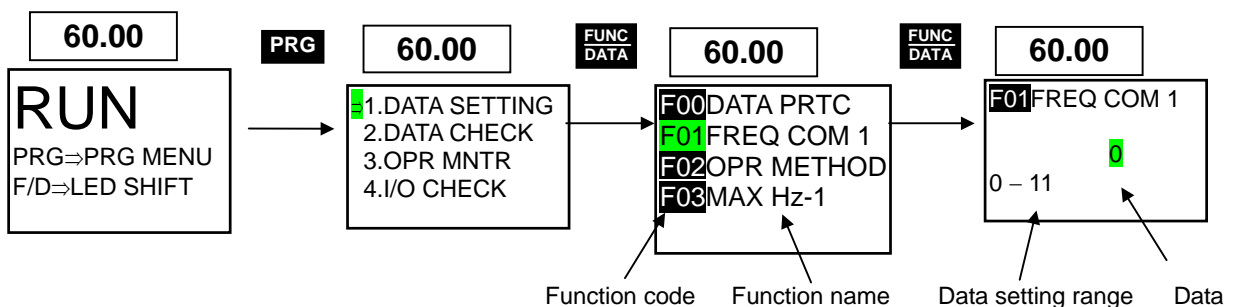 60.00
RUN
PRG⇒PRG MENU
F/D⇒LED SHIFT
PRG
60.00
⇒1.DATA SETTING
2.DATA CHECK
3.OPR MNTR
4.I/O CHECK
FUNC
DATA
60.00
F00DATA PRTC
F01FREQ COM 1
F02OPR METHOD
F03MAX Hz-1
FUNC
DATA
60.00
F01FREQ COM 1
0
0 – 11
Function code Function name Data setting range Data